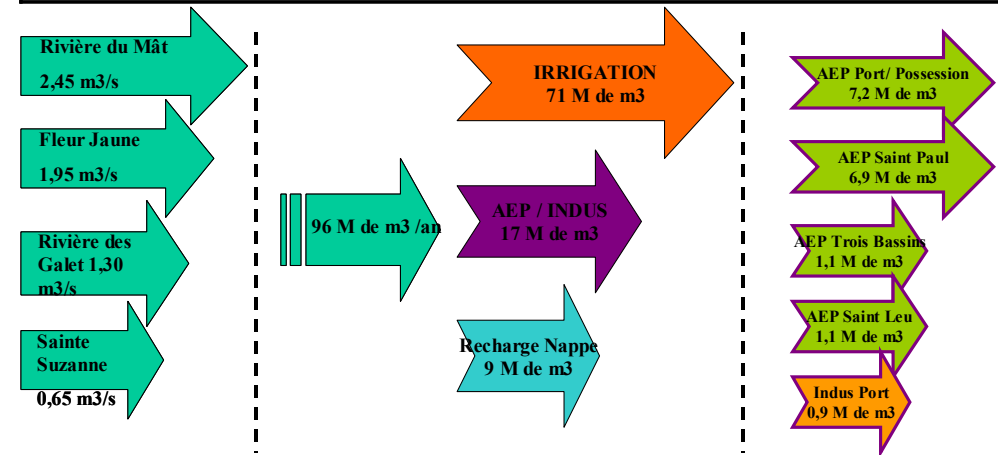 Rivière du Mât
2,45 m3/s
Fleur Jaune
1,95 m3/s
Rivière des
Galet 1,30
m3/s
Sainte
Suzanne
0,65 m3/s
96 M de m3 /an
IRRIGATION
71 M de m3
AEP / INDUS
17 M de m3
Recharge Nappe
9 M de m3
AEP Port/ Possession
7,2 M de m3
AEP Saint Paul
6,9 M de m3
AEP Trois Bassins
1,1 M de m3
AEP Saint Leu
1,1 M de m3
Indus Port
0,9 M de m3